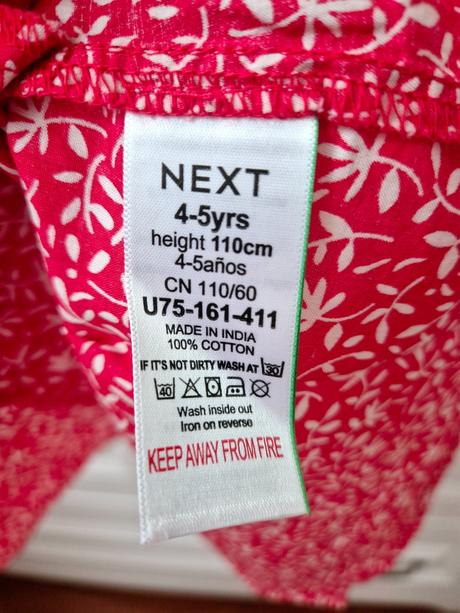 NEXT
4-5yrs
height 110cm
4-5años
CN 110/60
U75-161-411
MADE IN INDIA
100% COTTON
IF IT'S NOT DIRTY WASH AT 30
40
Wash inside out
Iron on reverse
KEEP AWAY FROM FIRE